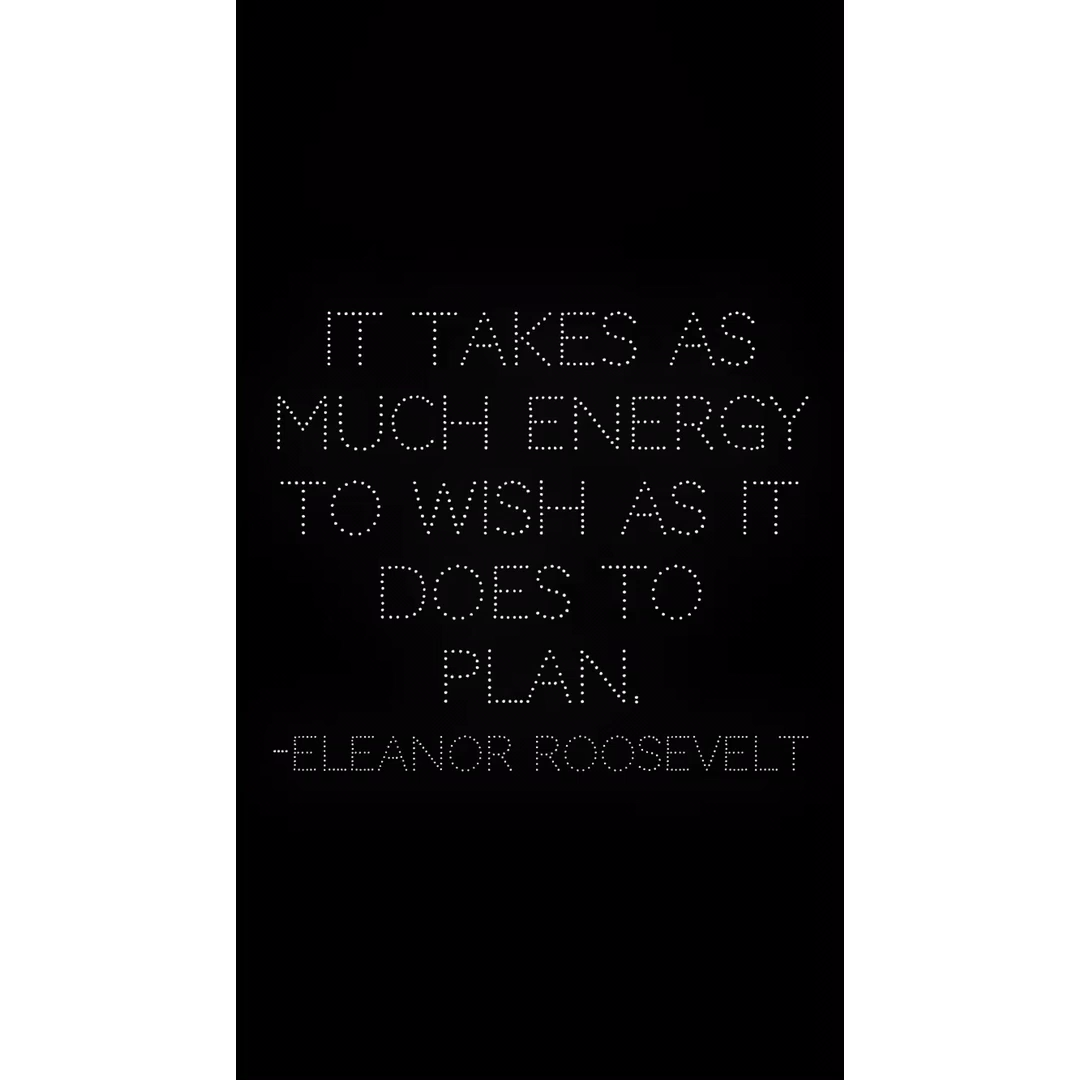 IT TAKES AS
MUCH ENERGY
TO WISH AS IT
DOES TO
PLAN.
-ELEANOR ROOSEVELT